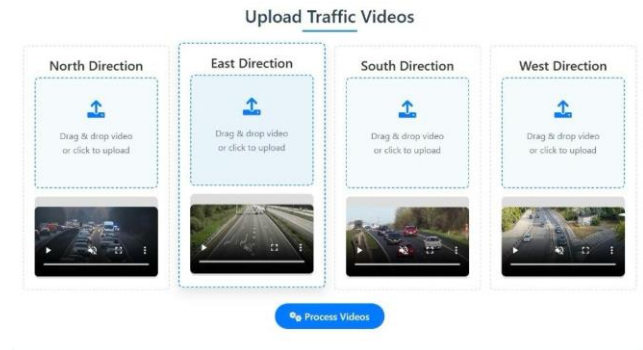 Upload Traffic Videos
North Direction
Drag & drop video
or click to upload
East Direction
Drag & drop video
or click to upload
South Direction
Drag & drop video
or click to upload
West Direction
Drag & drop video
or click to upload
Process Videos